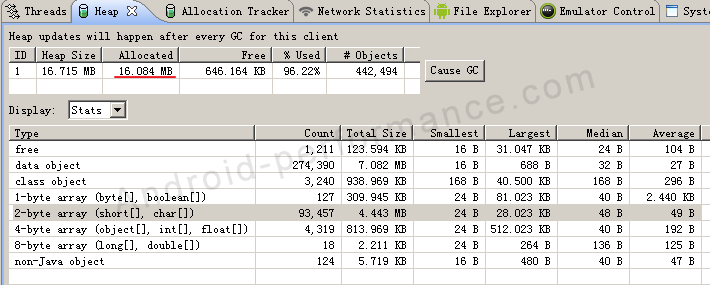 Threads Heap Allocation Tracker Network Statistics File Explorer Emulator Control
Heap updates will happen after every GC for this client
ID Heap Size Allocated Free % Used # Objects
1 16.715 MB 16.084 MB 646.164 KB 96.22% 442,494 Cause GC
Display: Stats
Type Count Total Size Smallest Largest Median Average
free 1,211 123.594 KB 16 B 31.047 KB 24 B 104 B
data object 274,390 7.082 MB 16 B 688 B 32 B 27 B
class object 3,240 938.969 KB 168 B 40.500 KB 168 B 296 B
1-byte array (byte[], boolean[]) 127 309.945 KB 24 B 81.023 KB 40 B 2.440 KB
2-byte array (short[], char[]) 93,457 4.443 MB 24 B 28.023 KB 48 B 49 B
4-byte array (object[], int[], float[]) 4,319 813.969 KB 24 B 512.023 KB 40 B 192 B
8-byte array (long[], double[]) 18 2.211 KB 24 B 264 B 136 B 125 B
non-Java object 124 5.719 KB 16 B 480 B 40 B 47 B
Android-performance.com